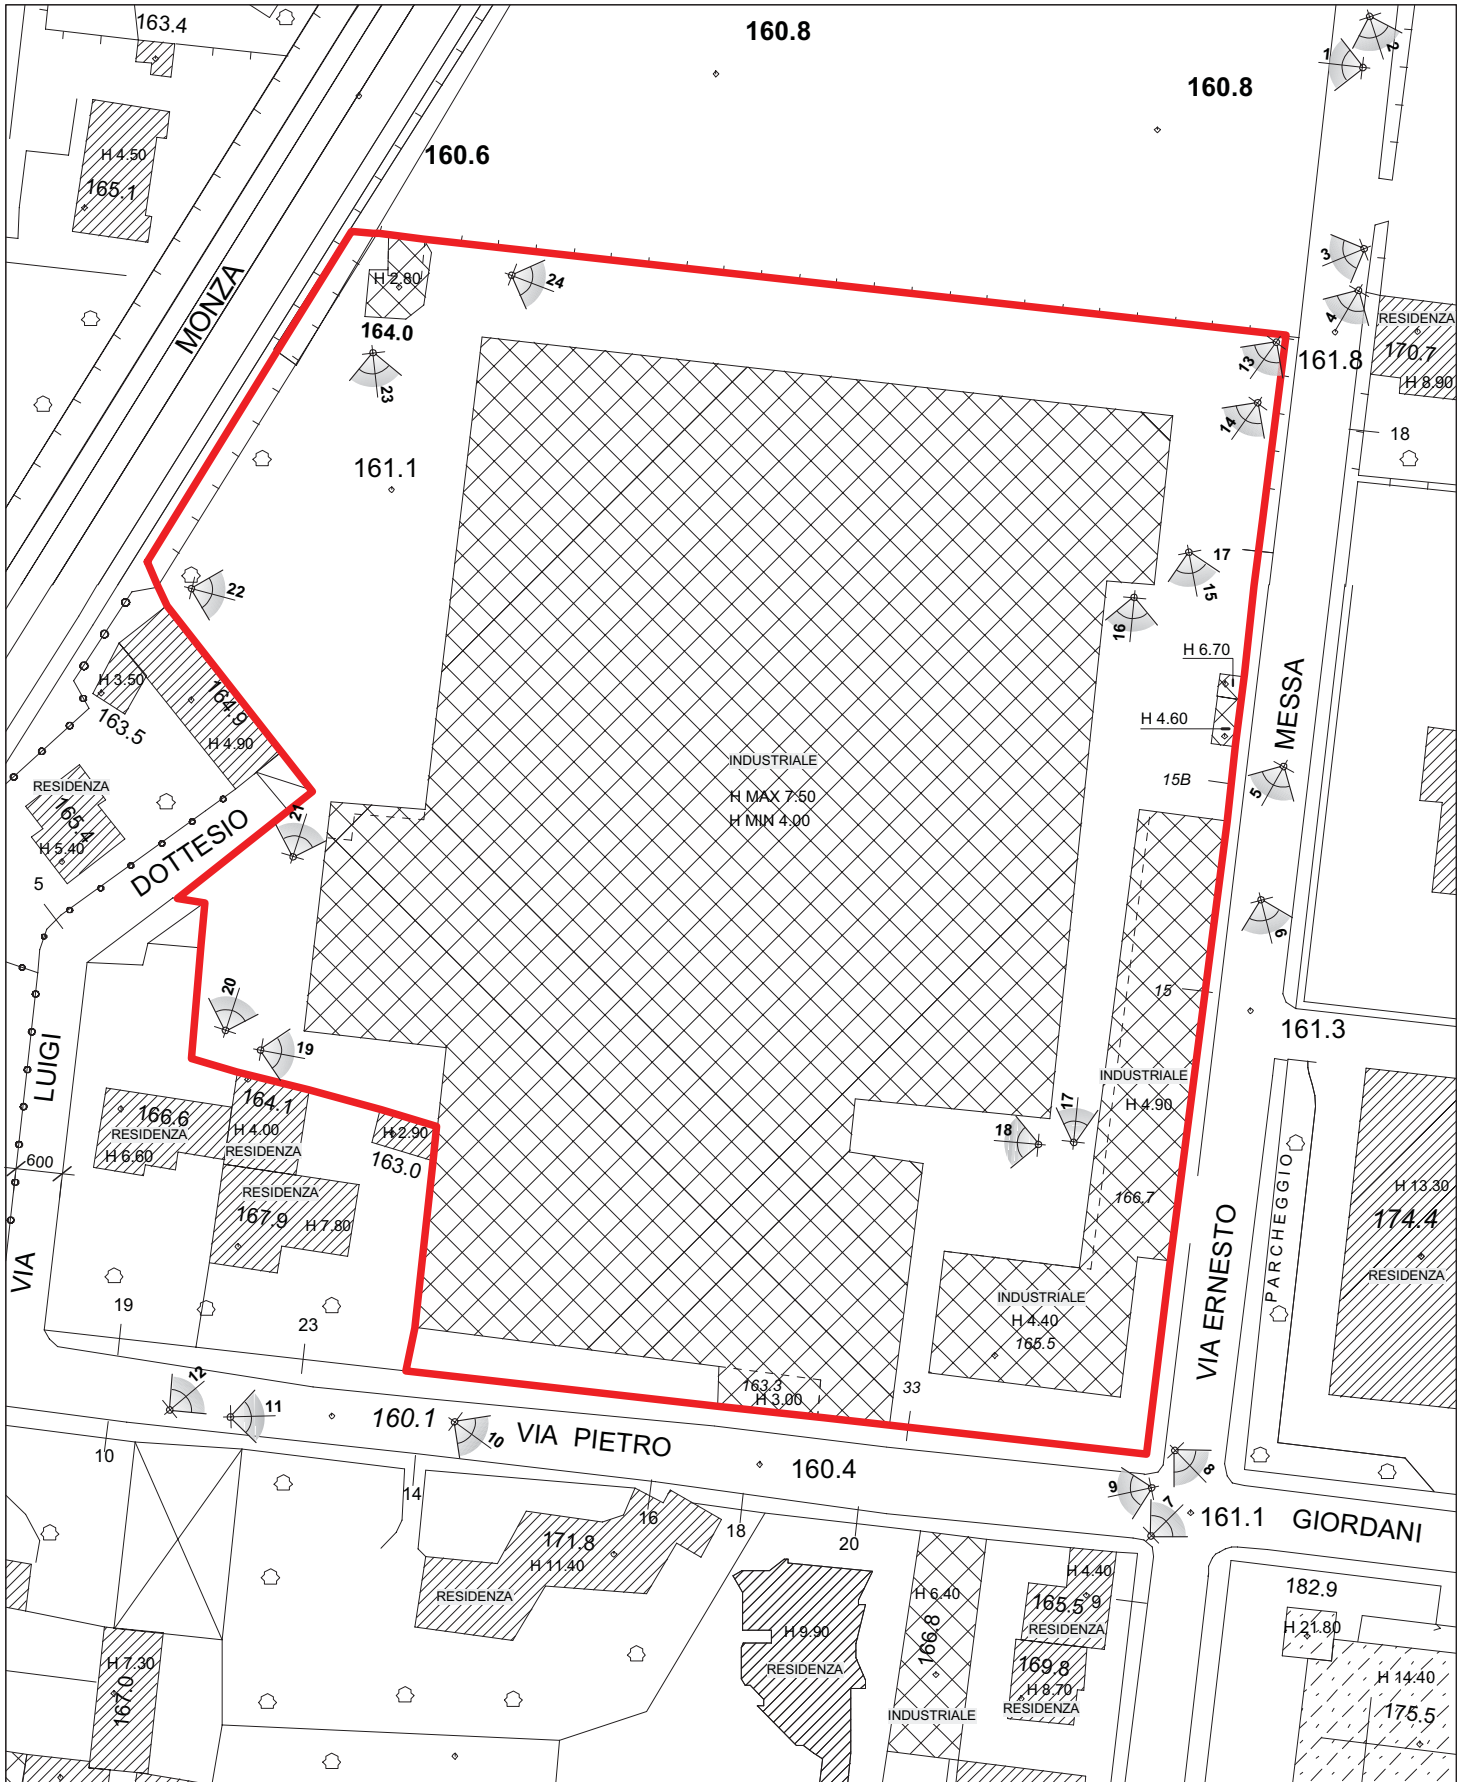 163.4
160.8
2
1
160.8
160.6
H 4.50
165.1
3
4
MONZA
H 2.80
24
164.0
RESIDENZA
170.7
H 8.90
161.8
13
23
14
18
161.1
17
15
22
16
H 6.70
H 3.50
164.9
163.5
H 4.90
H 4.60
MESSA
INDUSTRIALE
H MAX 7.50
H MIN 4.00
RESIDENZA
165.4
H 5.40
15B
5
21
DOTTESIO
5
6
20
15
19
161.3
LUIGI
164.1
166.6
RESIDENZA
H 4.00
H 6.60
RESIDENZA
H 2.90
163.0
INDUSTRIALE
H 4.90
17
18
600
RESIDENZA
167.9
H 7.80
166.7
H 13.30
174.4
RESIDENZA
PARCHEGGIO
VIA
VIA ERNESTO
19
23
INDUSTRIALE
H 4.40
165.5
12
11
163.3
H 3.00
33
160.1
10
VIA PIETRO
160.4
10
14
16
18
20
9
7
8
161.1
GIORDANI
171.8
H 11.40
RESIDENZA
H 9.90
RESIDENZA
H 6.40
166.8
INDUSTRIALE
H 4.40
165.5
9
RESIDENZA
169.8
H 8.70
RESIDENZA
182.9
H 21.80
H 14.40
175.5
H 7.30
167.0